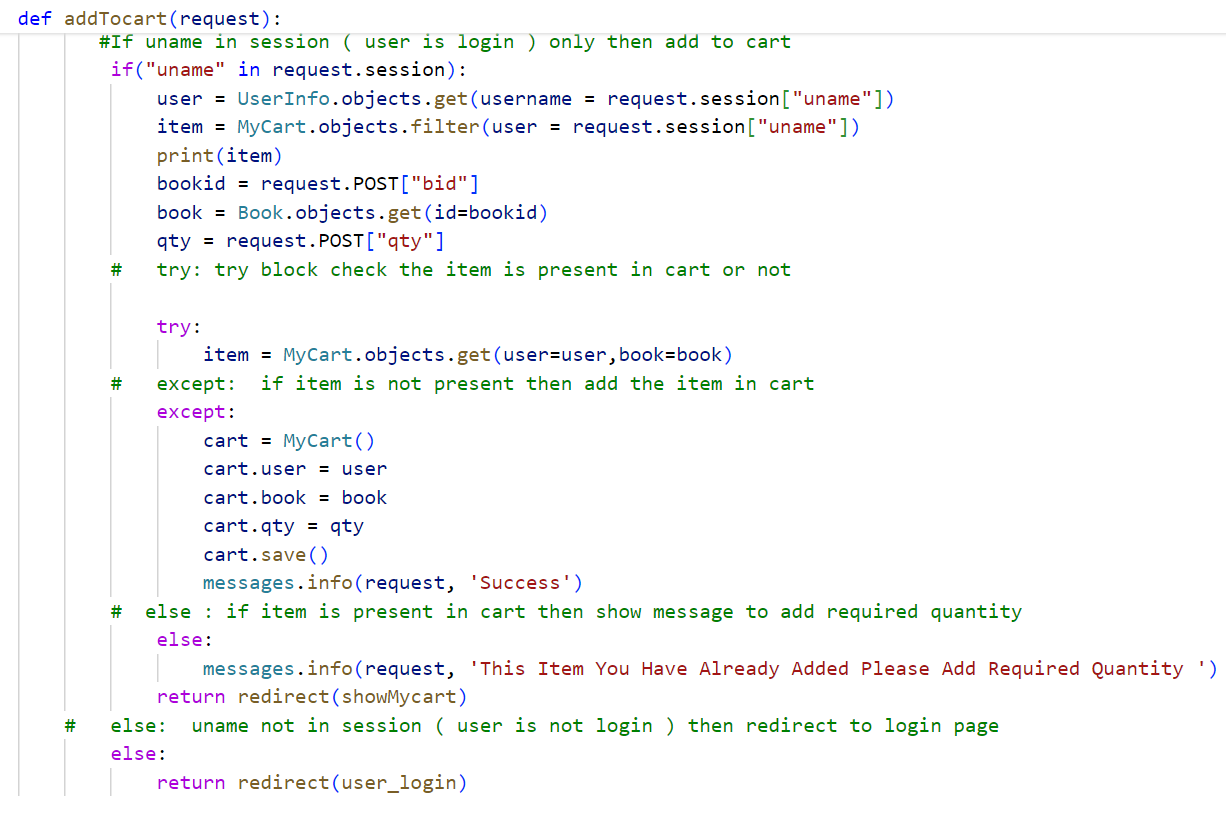 def addTocart(request):
#If uname in session ( user is login ) only then add to cart
if("uname" in request.session):
user = UserInfo.objects.get(username = request.session["uname"])
item = MyCart.objects.filter(user = request.session["uname"])
print(item)
bookid = request.POST["bid"]
book = Book.objects.get(id=bookid)
qty = request.POST["qty"]
#   try: try block check the item is present in cart or not
try:
item = MyCart.objects.get(user=user,book=book)
#   except:  if item is not present then add the item in cart
except:
cart = MyCart()
cart.user = user
cart.book = book
cart.qty = qty
cart.save()
messages.info(request, 'Success')
#  else : if item is present in cart then show message to add required quantity
else:
messages.info(request, 'This Item You Have Already Added Please Add Required Quantity ')
return redirect(showMycart)
#   else:  uname not in session ( user is not login ) then redirect to login page
else:
return redirect(user_login)